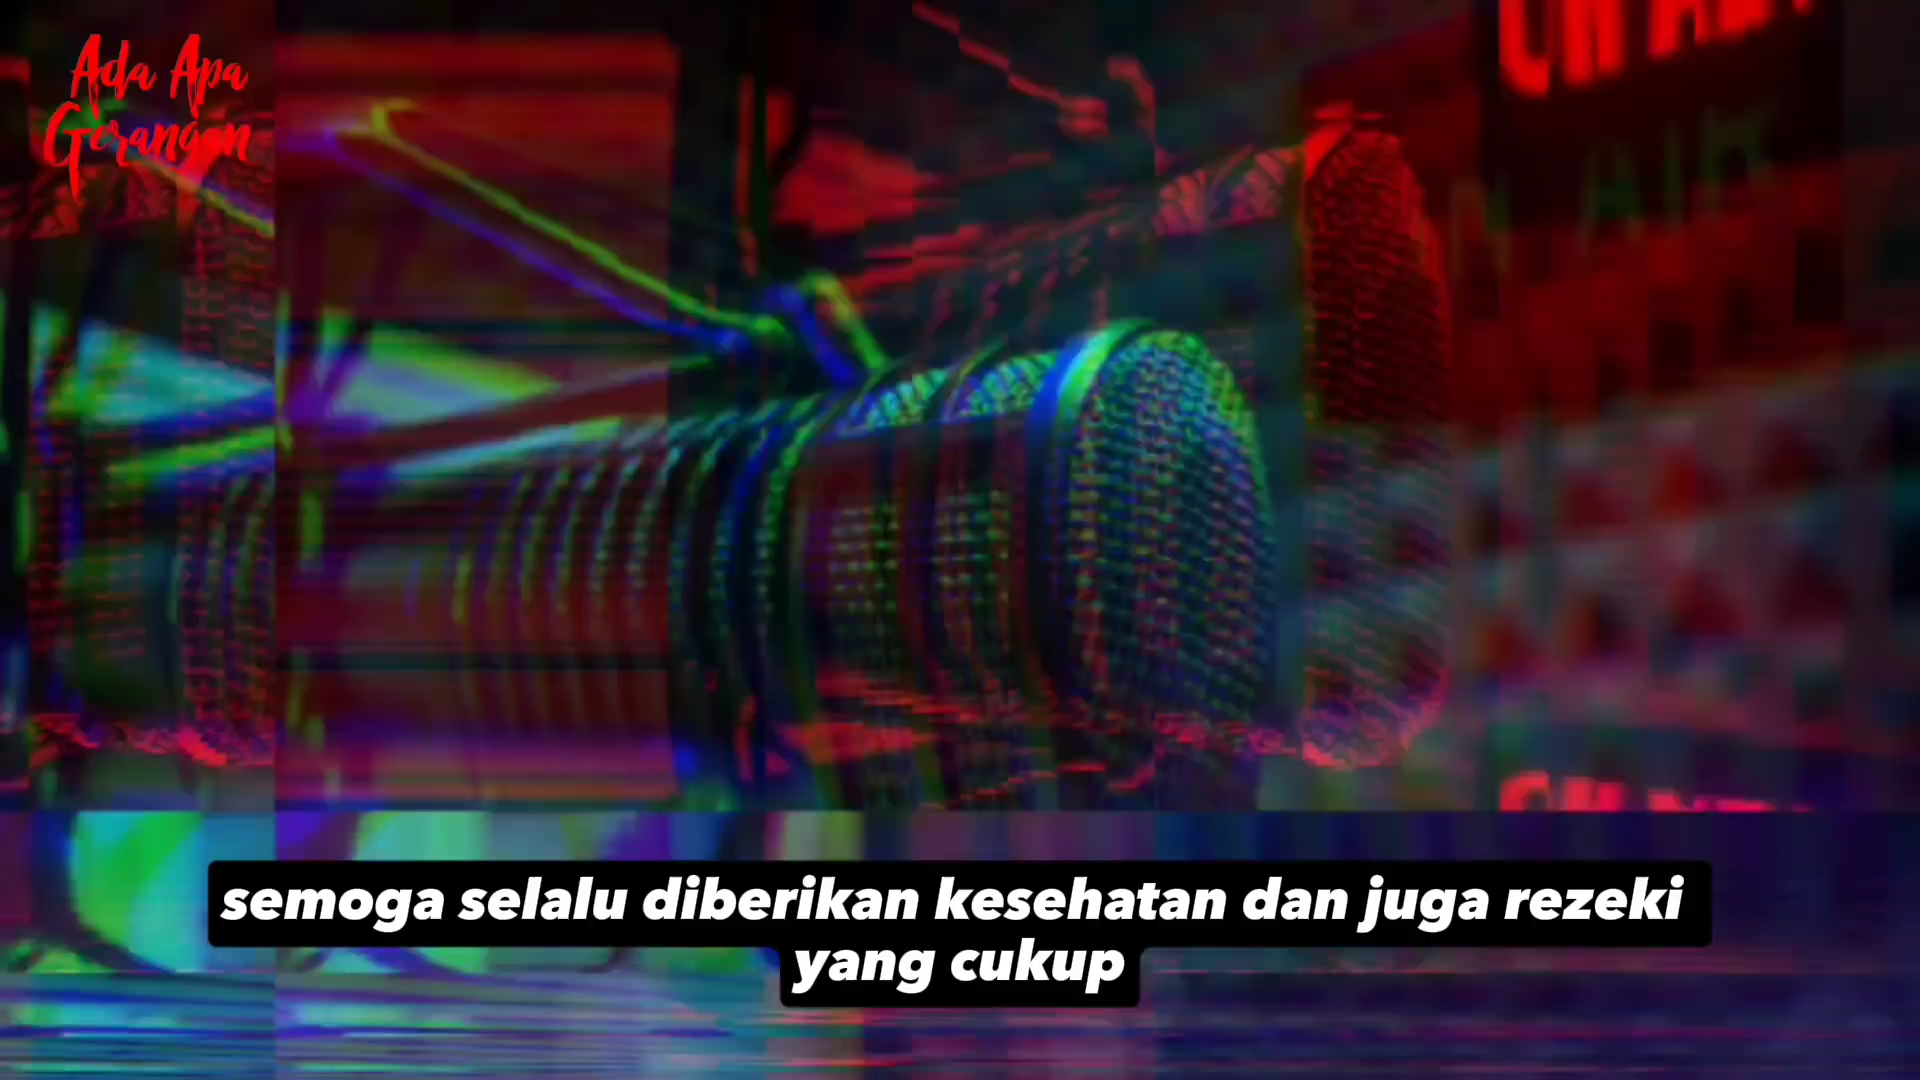 Ada Apa
Gerangan
semoga selalu diberikan kesehatan dan juga rezeki
yang cukup